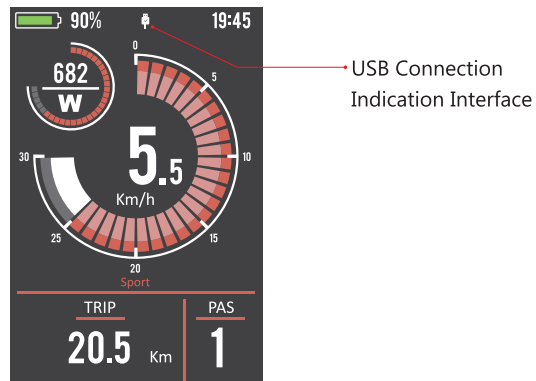 90% 19:45
USB Connection
Indication Interface
682
W
0
5
10
15
20
25
30
5.5
Km/h
Sport
TRIP PAS
20.5 Km 1